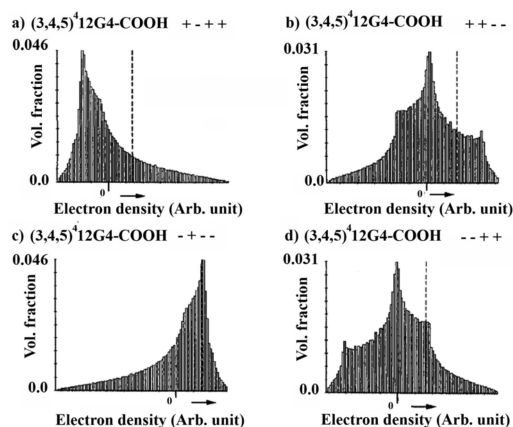 a) (3,4,5)⁴12G4-COOH + - + +
0.046
Vol. fraction
0.0
0
Electron density (Arb. unit)
b) (3,4,5)⁴12G4-COOH + + - -
0.031
Vol. fraction
0.0
0
Electron density (Arb. unit)
c) (3,4,5)⁴12G4-COOH - + - -
0.046
Vol. fraction
0.0
0
Electron density (Arb. unit)
d) (3,4,5)⁴12G4-COOH - - + +
0.031
Vol. fraction
0.0
0
Electron density (Arb. unit)